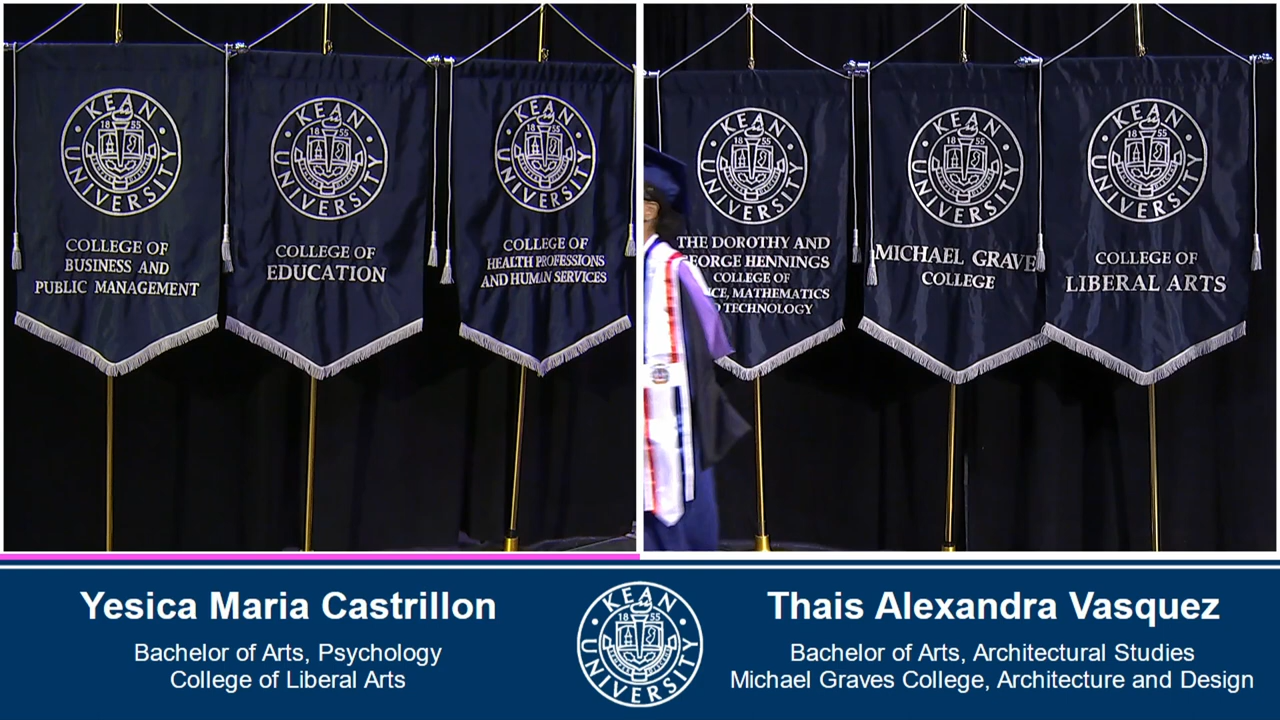 KEAN UNIVERSITY
1855
COLLEGE OF
BUSINESS AND
PUBLIC MANAGEMENT
KEAN UNIVERSITY
1855
COLLEGE OF
EDUCATION
KEAN UNIVERSITY
1855
COLLEGE OF
HEALTH PROFESSIONS
AND HUMAN SERVICES
KEAN UNIVERSITY
1855
THE DOROTHY AND
GEORGE HENNINGS
COLLEGE OF
ICE, MATHEMATICS
TECHNOLOGY
KEAN UNIVERSITY
1855
MICHAEL GRAVE
COLLEGE
KEAN UNIVERSITY
1855
COLLEGE OF
LIBERAL ARTS
Yesica Maria Castrillon
Bachelor of Arts, Psychology
College of Liberal Arts
KEAN UNIVERSITY
1855
Thais Alexandra Vasquez
Bachelor of Arts, Architectural Studies
Michael Graves College, Architecture and Design